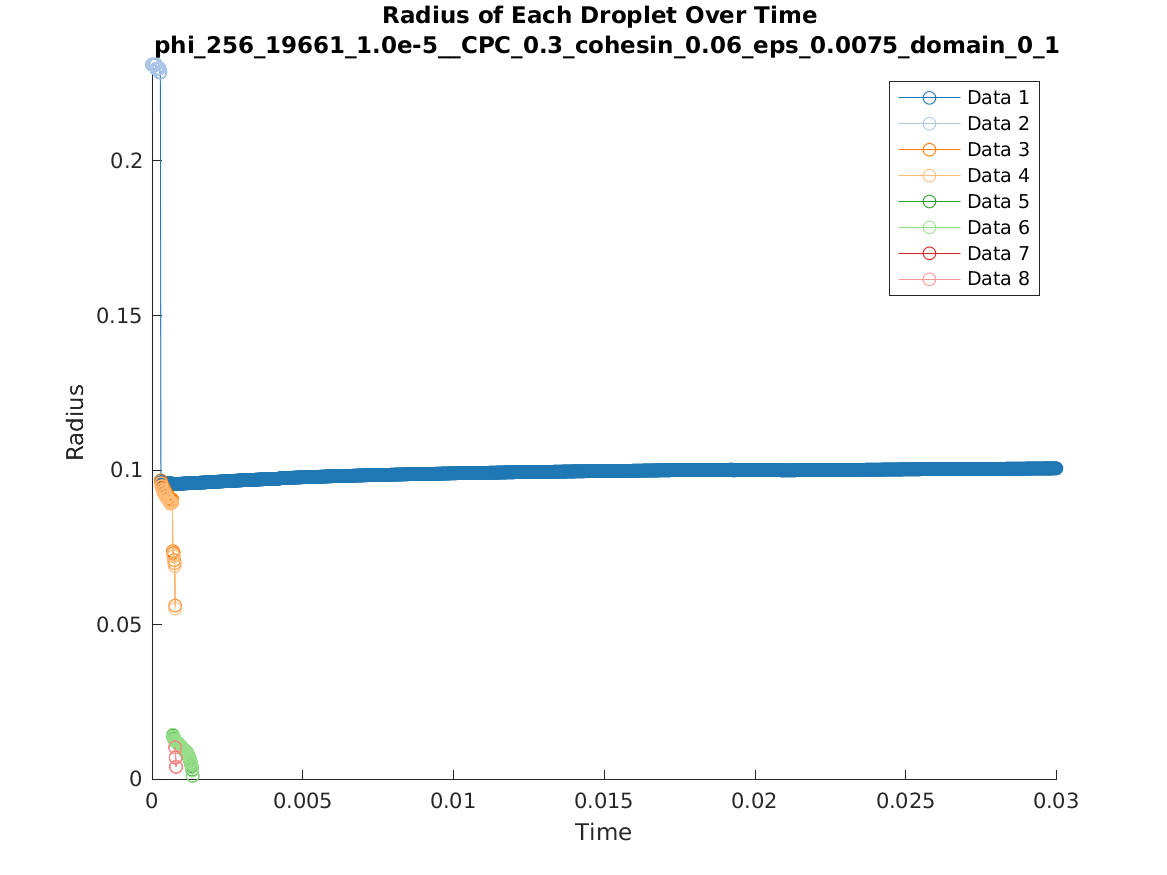 Radius of Each Droplet Over Time
phi_256_19661_1.0e-5__CPC_0.3_cohesin_0.06_eps_0.0075_domain_0_1
Data 1
Data 2
Data 3
Data 4
Data 5
Data 6
Data 7
Data 8
0.2
0.15
0.1
0.05
0
Radius
0
0.005
0.01
0.015
0.02
0.025
0.03
Time